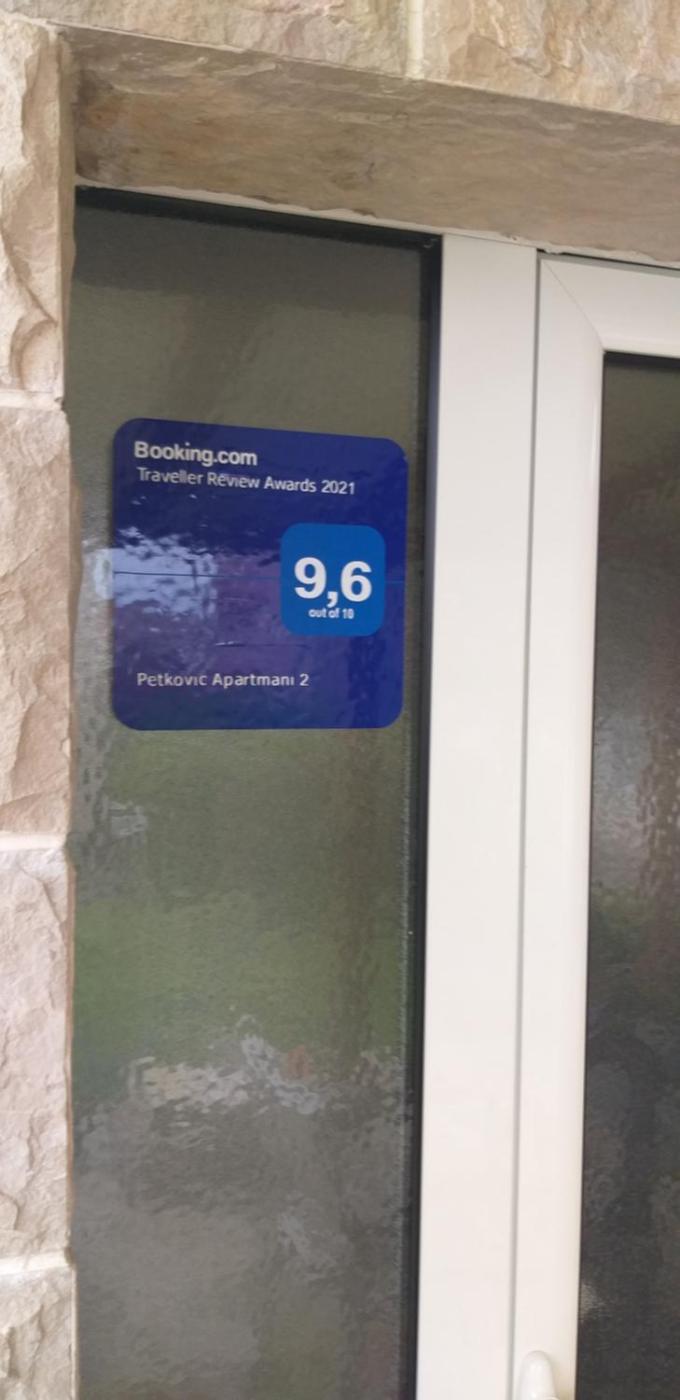 Booking.com
Traveller Review Awards 2021
9,6
out of 10
Petkovic Apartmani 2